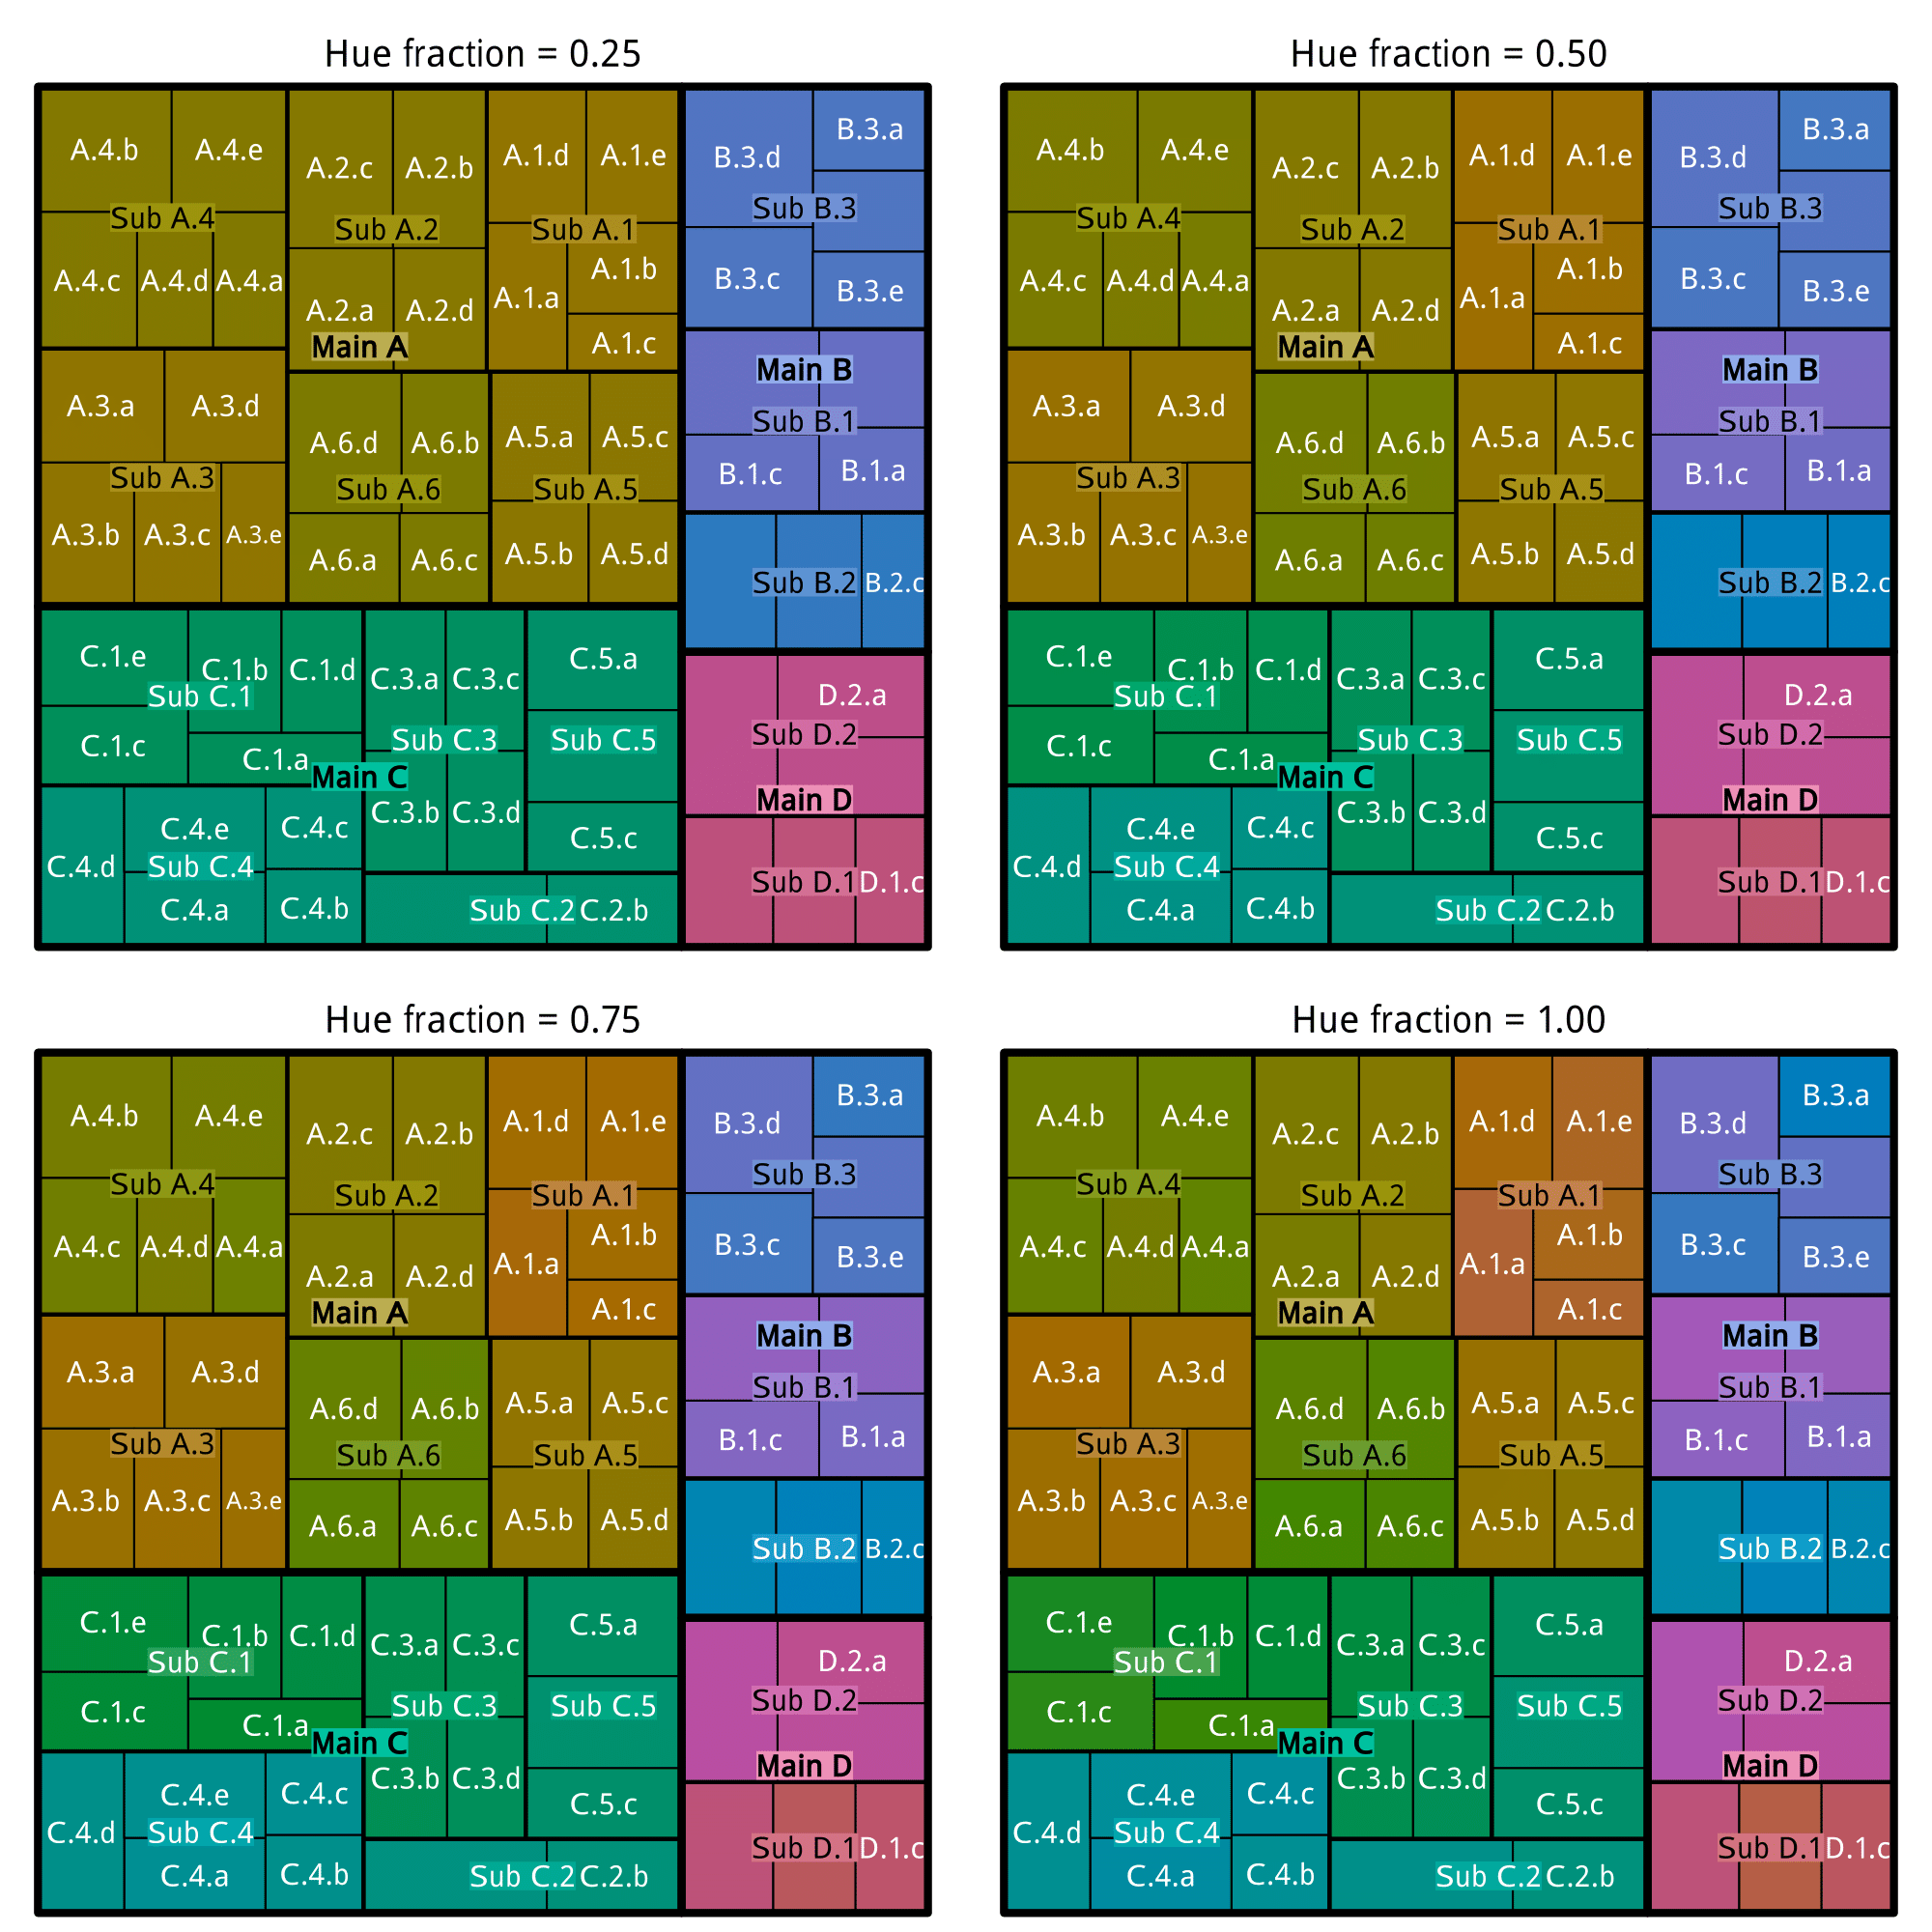 Hue fraction = 0.25
A.4.b A.4.e A.2.c A.2.b A.1.d A.1.e B.3.d B.3.a
Sub A.4 Sub A.2 Sub A.1 Sub B.3
A.4.c A.4.d A.4.a A.2.a A.2.d A.1.a A.1.b B.3.c B.3.e
Main A A.1.c Main B
A.3.a A.3.d A.6.d A.6.b A.5.a A.5.c Sub B.1
Sub A.3 Sub A.6 Sub A.5 B.1.c B.1.a
A.3.b A.3.c A.3.e A.6.a A.6.c A.5.b A.5.d Sub B.2 B.2.c
C.1.e C.1.b C.1.d C.3.a C.3.c C.5.a D.2.a
Sub C.1 Sub C.3 Sub C.5 Sub D.2
C.1.c C.1.a Main C Main D
C.4.e C.4.c C.3.b C.3.d C.5.c
C.4.d Sub C.4 Sub D.1 D.1.c
C.4.a C.4.b Sub C.2 C.2.b
Hue fraction = 0.50
A.4.b A.4.e A.2.c A.2.b A.1.d A.1.e B.3.d B.3.a
Sub A.4 Sub A.2 Sub A.1 Sub B.3
A.4.c A.4.d A.4.a A.2.a A.2.d A.1.a A.1.b B.3.c B.3.e
Main A A.1.c Main B
A.3.a A.3.d A.6.d A.6.b A.5.a A.5.c Sub B.1
Sub A.3 Sub A.6 Sub A.5 B.1.c B.1.a
A.3.b A.3.c A.3.e A.6.a A.6.c A.5.b A.5.d Sub B.2 B.2.c
C.1.e C.1.b C.1.d C.3.a C.3.c C.5.a D.2.a
Sub C.1 Sub C.3 Sub C.5 Sub D.2
C.1.c C.1.a Main C Main D
C.4.e C.4.c C.3.b C.3.d C.5.c
C.4.d Sub C.4 Sub D.1 D.1.c
C.4.a C.4.b Sub C.2 C.2.b
Hue fraction = 0.75
A.4.b A.4.e A.2.c A.2.b A.1.d A.1.e B.3.d B.3.a
Sub A.4 Sub A.2 Sub A.1 Sub B.3
A.4.c A.4.d A.4.a A.2.a A.2.d A.1.a A.1.b B.3.c B.3.e
Main A A.1.c Main B
A.3.a A.3.d A.6.d A.6.b A.5.a A.5.c Sub B.1
Sub A.3 Sub A.6 Sub A.5 B.1.c B.1.a
A.3.b A.3.c A.3.e A.6.a A.6.c A.5.b A.5.d Sub B.2 B.2.c
C.1.e C.1.b C.1.d C.3.a C.3.c C.5.a D.2.a
Sub C.1 Sub C.3 Sub C.5 Sub D.2
C.1.c C.1.a Main C Main D
C.4.e C.4.c C.3.b C.3.d C.5.c
C.4.d Sub C.4 Sub D.1 D.1.c
C.4.a C.4.b Sub C.2 C.2.b
Hue fraction = 1.00
A.4.b A.4.e A.2.c A.2.b A.1.d A.1.e B.3.d B.3.a
Sub A.4 Sub A.2 Sub A.1 Sub B.3
A.4.c A.4.d A.4.a A.2.a A.2.d A.1.a A.1.b B.3.c B.3.e
Main A A.1.c Main B
A.3.a A.3.d A.6.d A.6.b A.5.a A.5.c Sub B.1
Sub A.3 Sub A.6 Sub A.5 B.1.c B.1.a
A.3.b A.3.c A.3.e A.6.a A.6.c A.5.b A.5.d Sub B.2 B.2.c
C.1.e C.1.b C.1.d C.3.a C.3.c C.5.a D.2.a
Sub C.1 Sub C.3 Sub C.5 Sub D.2
C.1.c C.1.a Main C Main D
C.4.e C.4.c C.3.b C.3.d C.5.c
C.4.d Sub C.4 Sub D.1 D.1.c
C.4.a C.4.b Sub C.2 C.2.b